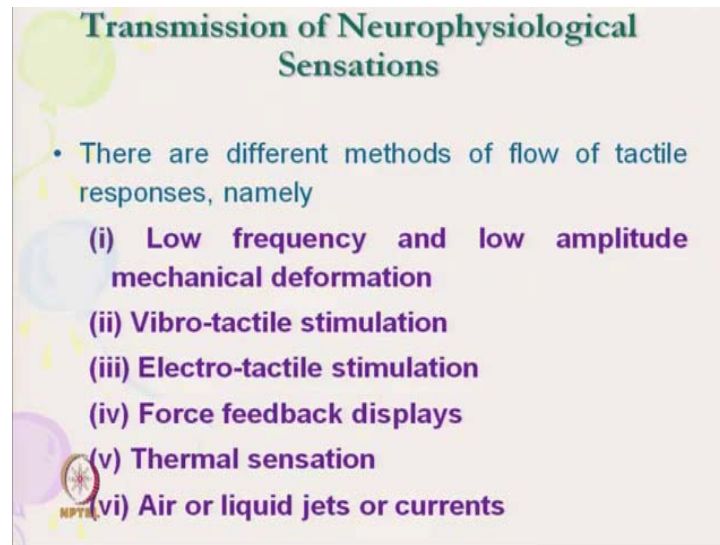 Transmission of Neurophysiological
Sensations
• There are different methods of flow of tactile
responses, namely
(i) Low frequency and low amplitude
mechanical deformation
(ii) Vibro-tactile stimulation
(iii) Electro-tactile stimulation
(iv) Force feedback displays
(v) Thermal sensation
(vi) Air or liquid jets or currents
NPTEL